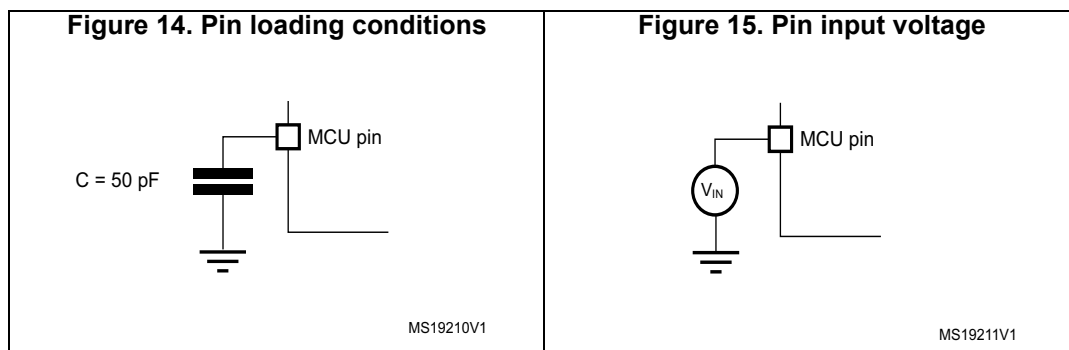 Figure 14. Pin loading conditions
MCU pin
C = 50 pF
MS19210V1
Figure 15. Pin input voltage
MCU pin
VIN
MS19211V1